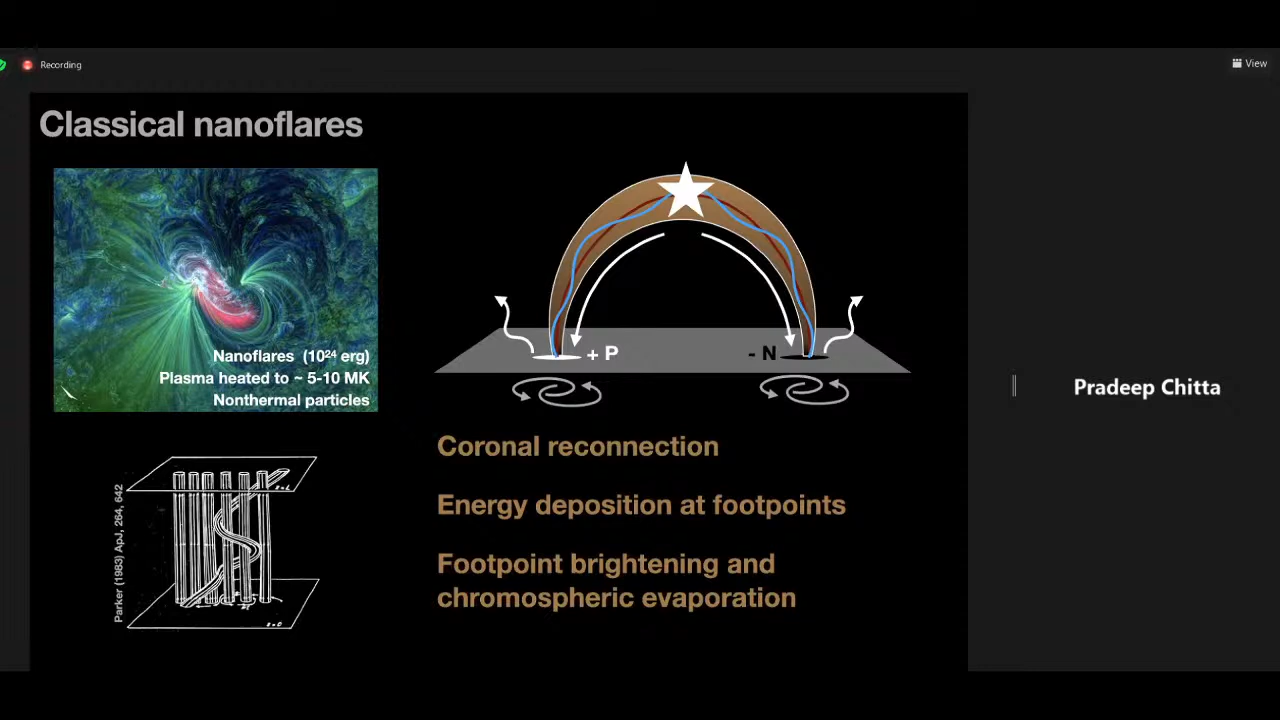 Recording
View
Classical nanoflares
Nanoflares (10²⁴ erg)
Plasma heated to ~ 5-10 MK
Nonthermal particles
+ P
- N
Parker (1983) ApJ, 264, 642
z=L
z=0
Coronal reconnection
Energy deposition at footpoints
Footpoint brightening and
chromospheric evaporation
Pradeep Chitta